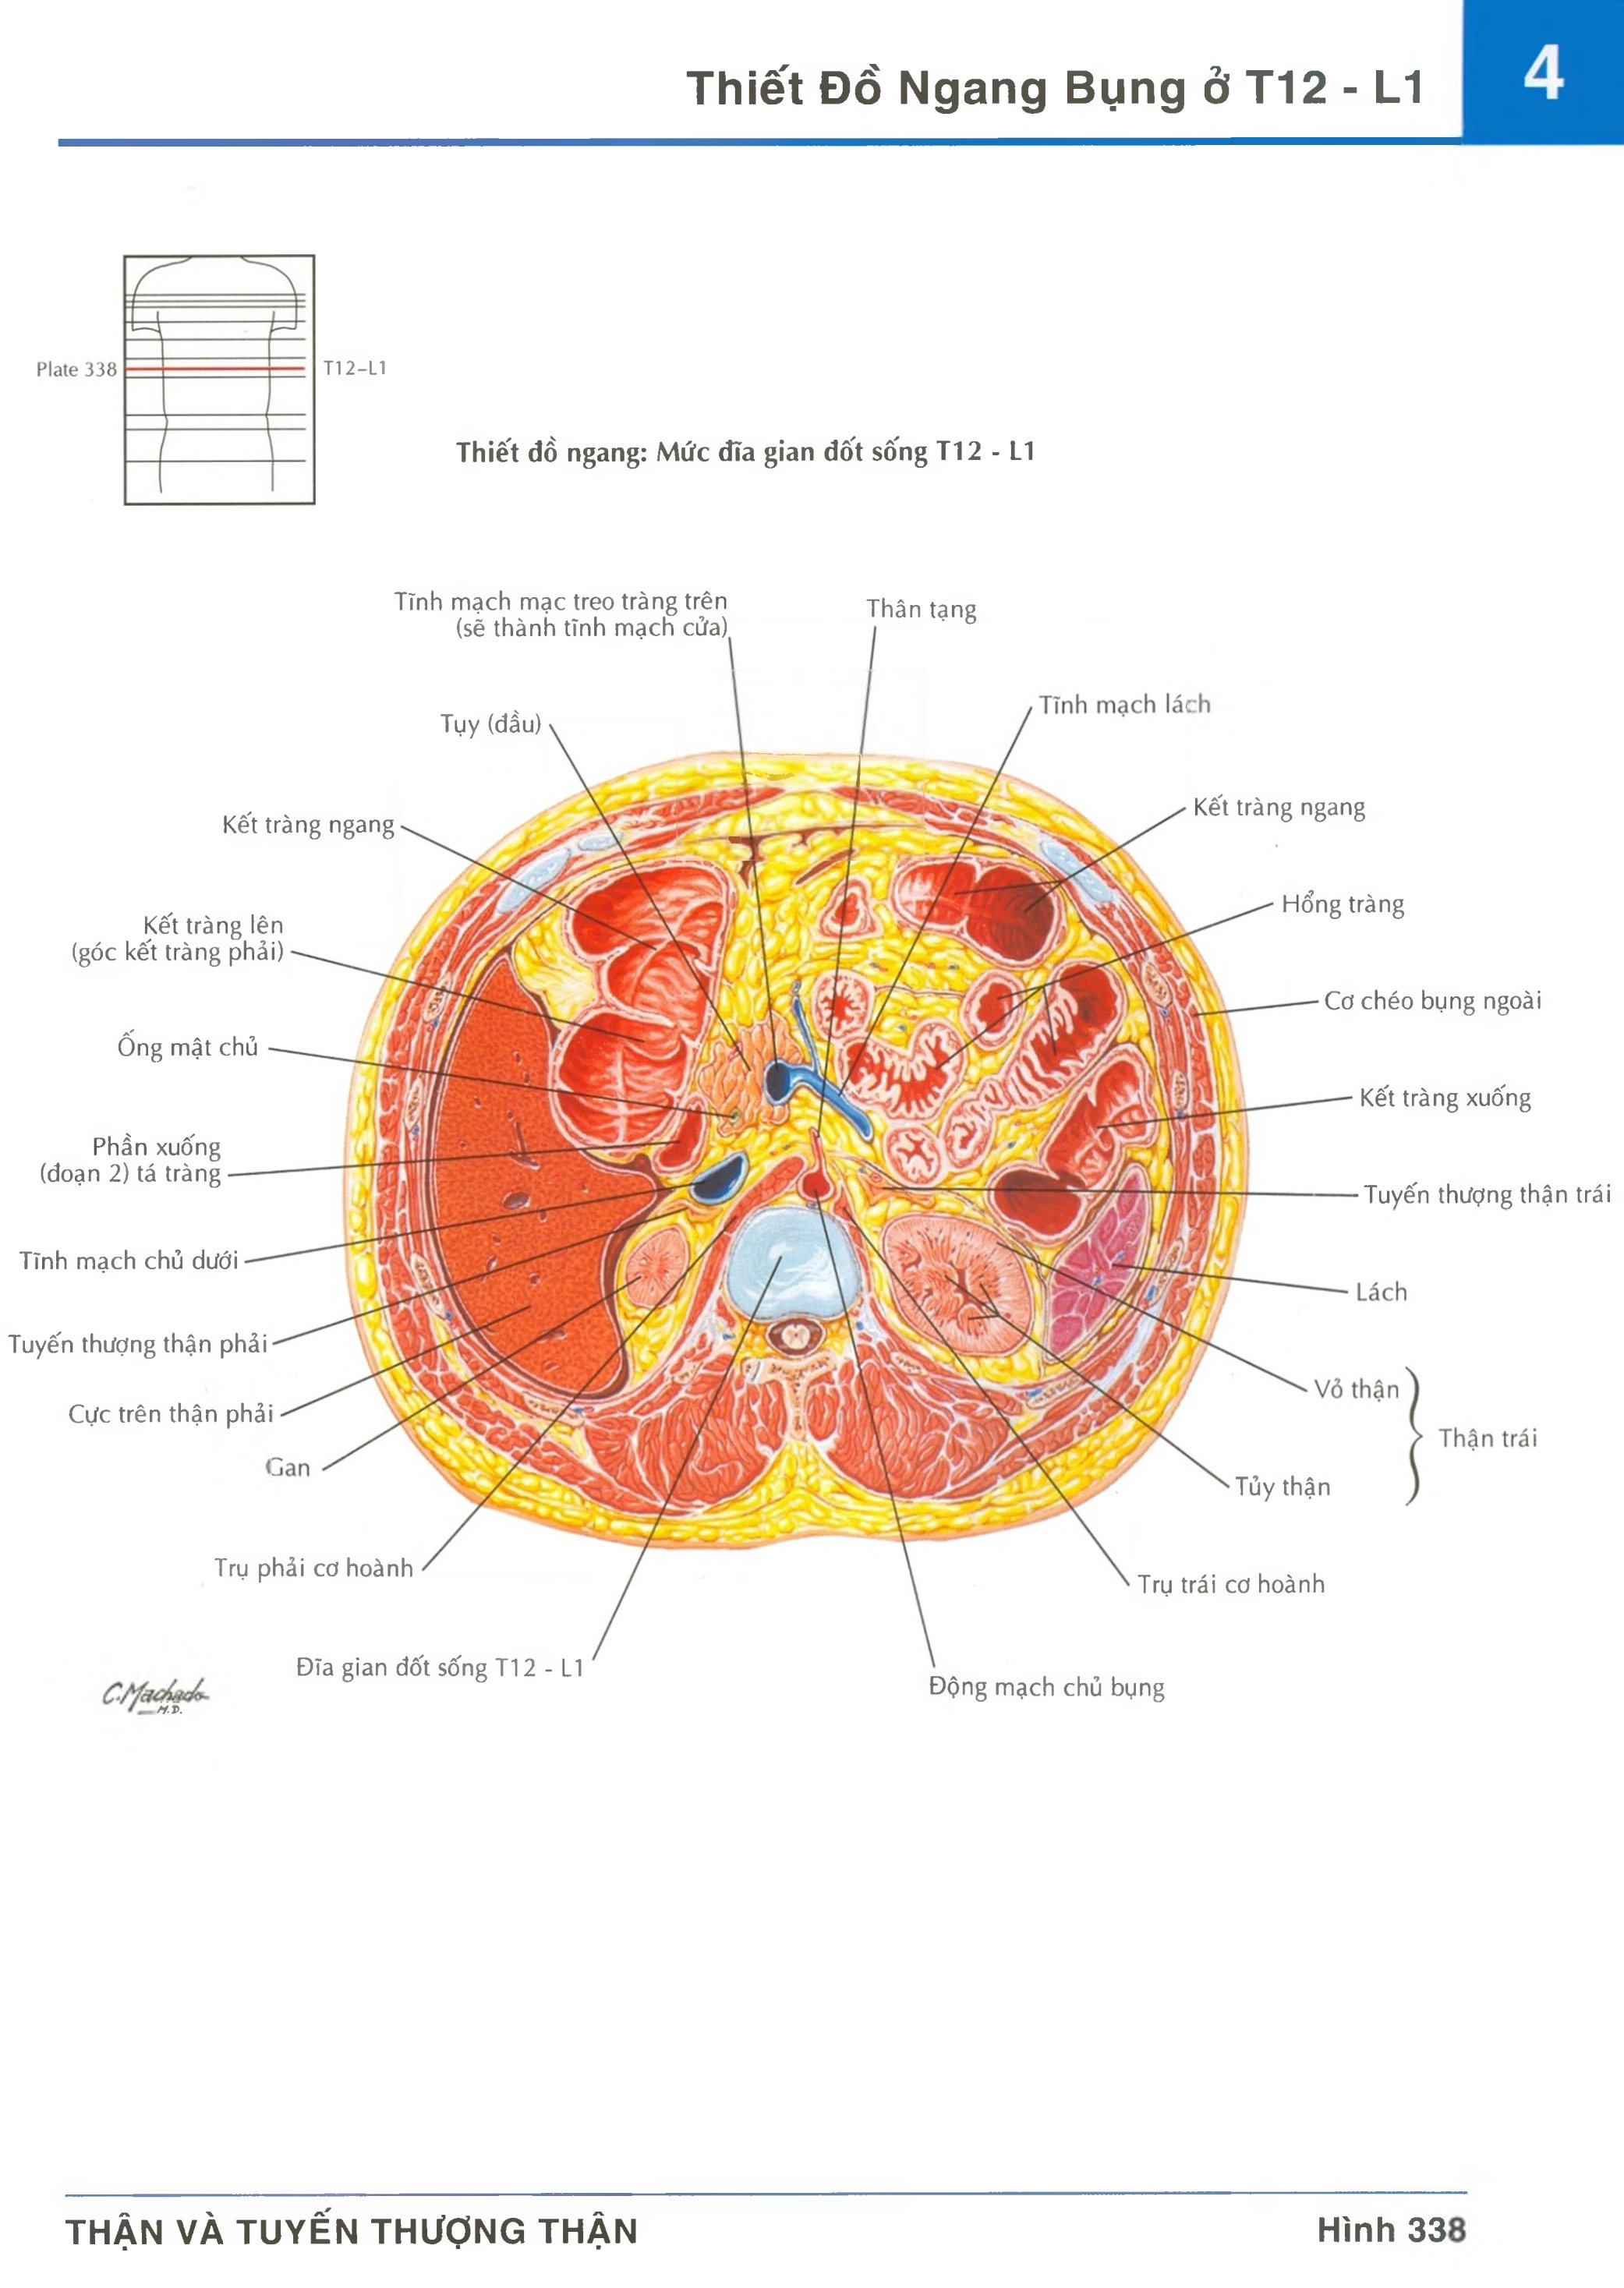 Thiết Đồ Ngang Bụng ở T12 - L1
4
Plate 338
T12–L1
Thiết đồ ngang: Mức đĩa gian đốt sống T12 - L1
Tĩnh mạch mạc treo tràng trên
(sẽ thành tĩnh mạch cửa)
Thân tạng
Tĩnh mạch lách
Tụy (đầu)
Kết tràng ngang
Kết tràng ngang
Kết tràng lên
(góc kết tràng phải)
Hổng tràng
Cơ chéo bụng ngoài
Ống mật chủ
Kết tràng xuống
Phần xuống
(đoạn 2) tá tràng
Tuyến thượng thận trái
Tĩnh mạch chủ dưới
Lách
Tuyến thượng thận phải
Vỏ thận
Cực trên thận phải
Thận trái
Gan
Tủy thận
Trụ phải cơ hoành
Trụ trái cơ hoành
Đĩa gian đốt sống T12 - L1
Động mạch chủ bụng
C.Machado
M.D.
THẬN VÀ TUYẾN THƯỢNG THẬN
Hình 338